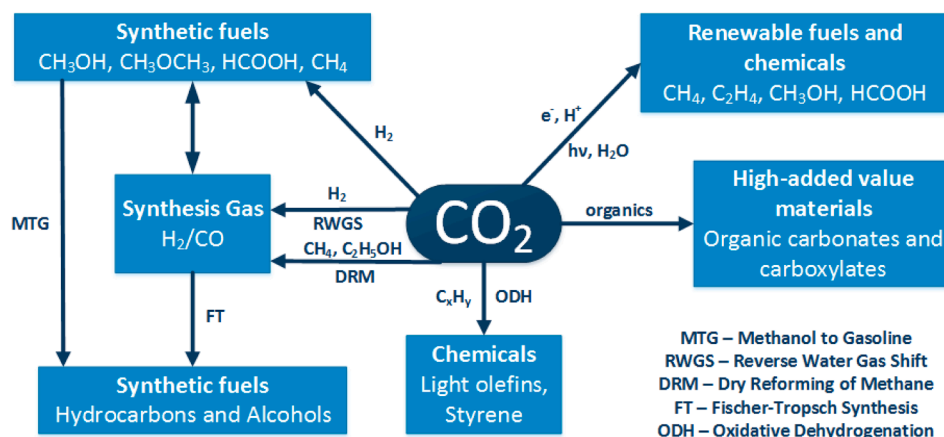 Synthetic fuels
CH₃OH, CH₃OCH₃, HCOOH, CH₄
Renewable fuels and
chemicals
CH₄, C₂H₄, CH₃OH, HCOOH
H₂
e⁻, H⁺
hν, H₂O
MTG
Synthesis Gas
H₂/CO
H₂
RWGS
CH₄, C₂H₅OH
DRM
CO₂
organics
High-added value
materials
Organic carbonates and
carboxylates
FT
CₓHᵧ
ODH
Synthetic fuels
Hydrocarbons and Alcohols
Chemicals
Light olefins,
Styrene
MTG – Methanol to Gasoline
RWGS – Reverse Water Gas Shift
DRM – Dry Reforming of Methane
FT – Fischer-Tropsch Synthesis
ODH – Oxidative Dehydrogenation